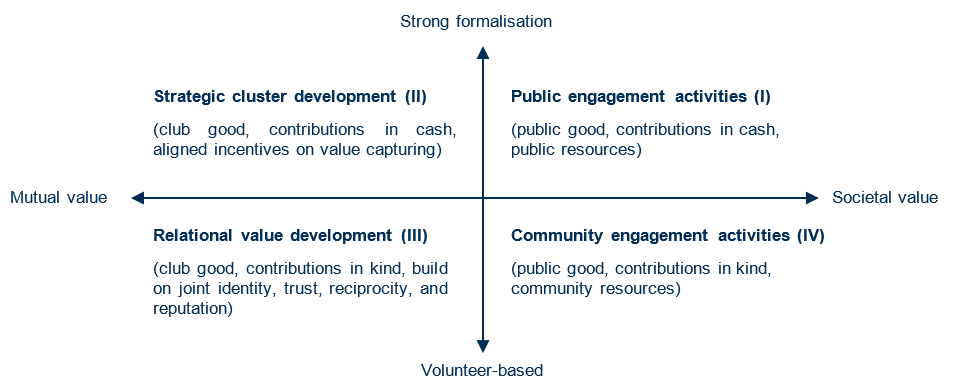 Strong formalisation
Strategic cluster development (II)
(club good, contributions in cash,
aligned incentives on value capturing)
Public engagement activities (I)
(public good, contributions in cash,
public resources)
Mutual value
Societal value
Relational value development (III)
(club good, contributions in kind, build
on joint identity, trust, reciprocity, and
reputation)
Community engagement activities (IV)
(public good, contributions in kind,
community resources)
Volunteer-based